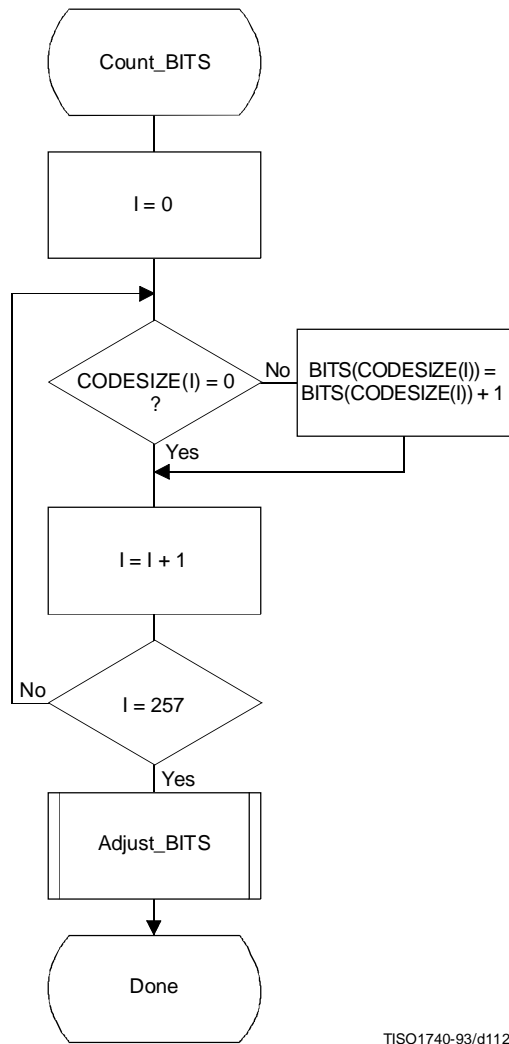 Count_BITS
I = 0
CODESIZE(I) = 0
?
No
BITS(CODESIZE(I)) =
BITS(CODESIZE(I)) + 1
Yes
I = I + 1
No
I = 257
Yes
Adjust_BITS
Done
TISO1740-93/d112